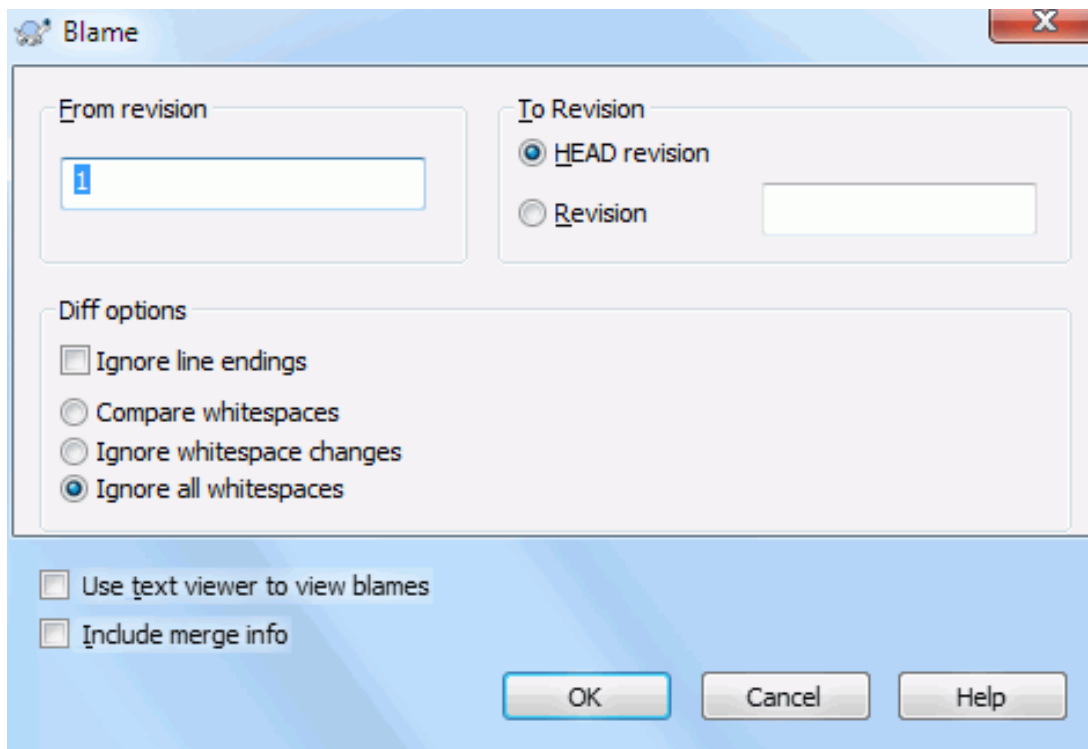 Blame
From revision
1
To Revision
HEAD revision
Revision
Diff options
Ignore line endings
Compare whitespaces
Ignore whitespace changes
Ignore all whitespaces
Use text viewer to view blames
Include merge info
OK Cancel Help